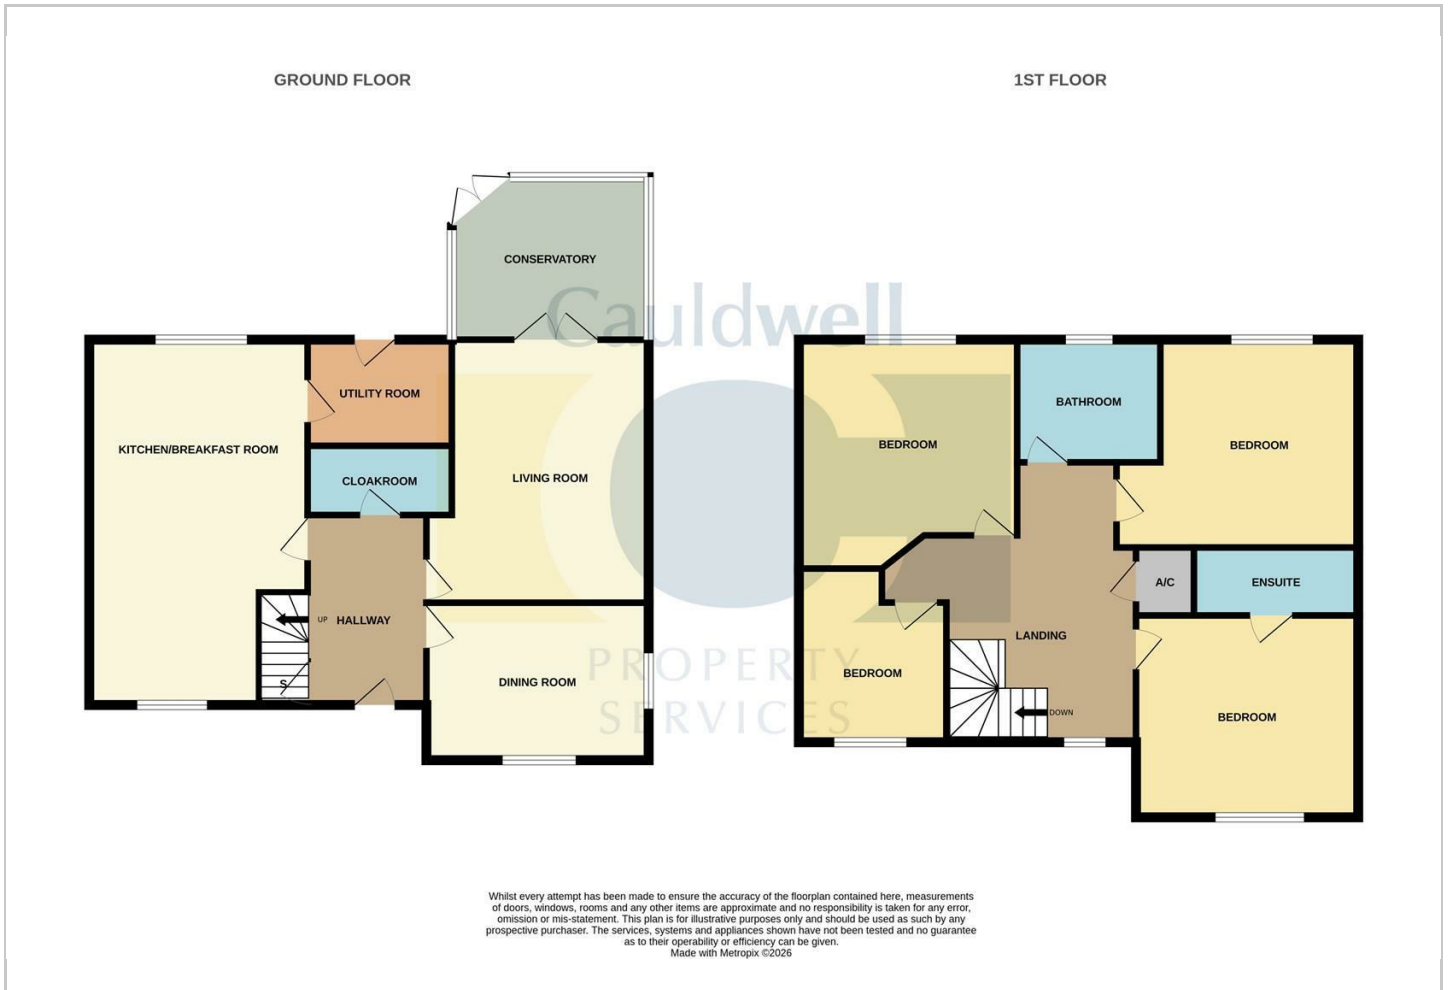 GROUND FLOOR
1ST FLOOR
CONSERVATORY
Cauldwell
UTILITY ROOM
KITCHEN/BREAKFAST ROOM
CLOAKROOM
LIVING ROOM
UP
HALLWAY
S
DINING ROOM
BEDROOM
BATHROOM
BEDROOM
A/C
ENSUITE
LANDING
BEDROOM
DOWN
BEDROOM
PROPERTY
SERVICES
Whilst every attempt has been made to ensure the accuracy of the floorplan contained here, measurements
of doors, windows, rooms and any other items are approximate and no responsibility is taken for any error,
omission or mis-statement. This plan is for illustrative purposes only and should be used as such by any
prospective purchaser. The services, systems and appliances shown have not been tested and no guarantee
as to their operability or efficiency can be given.
Made with Metropix ©2026